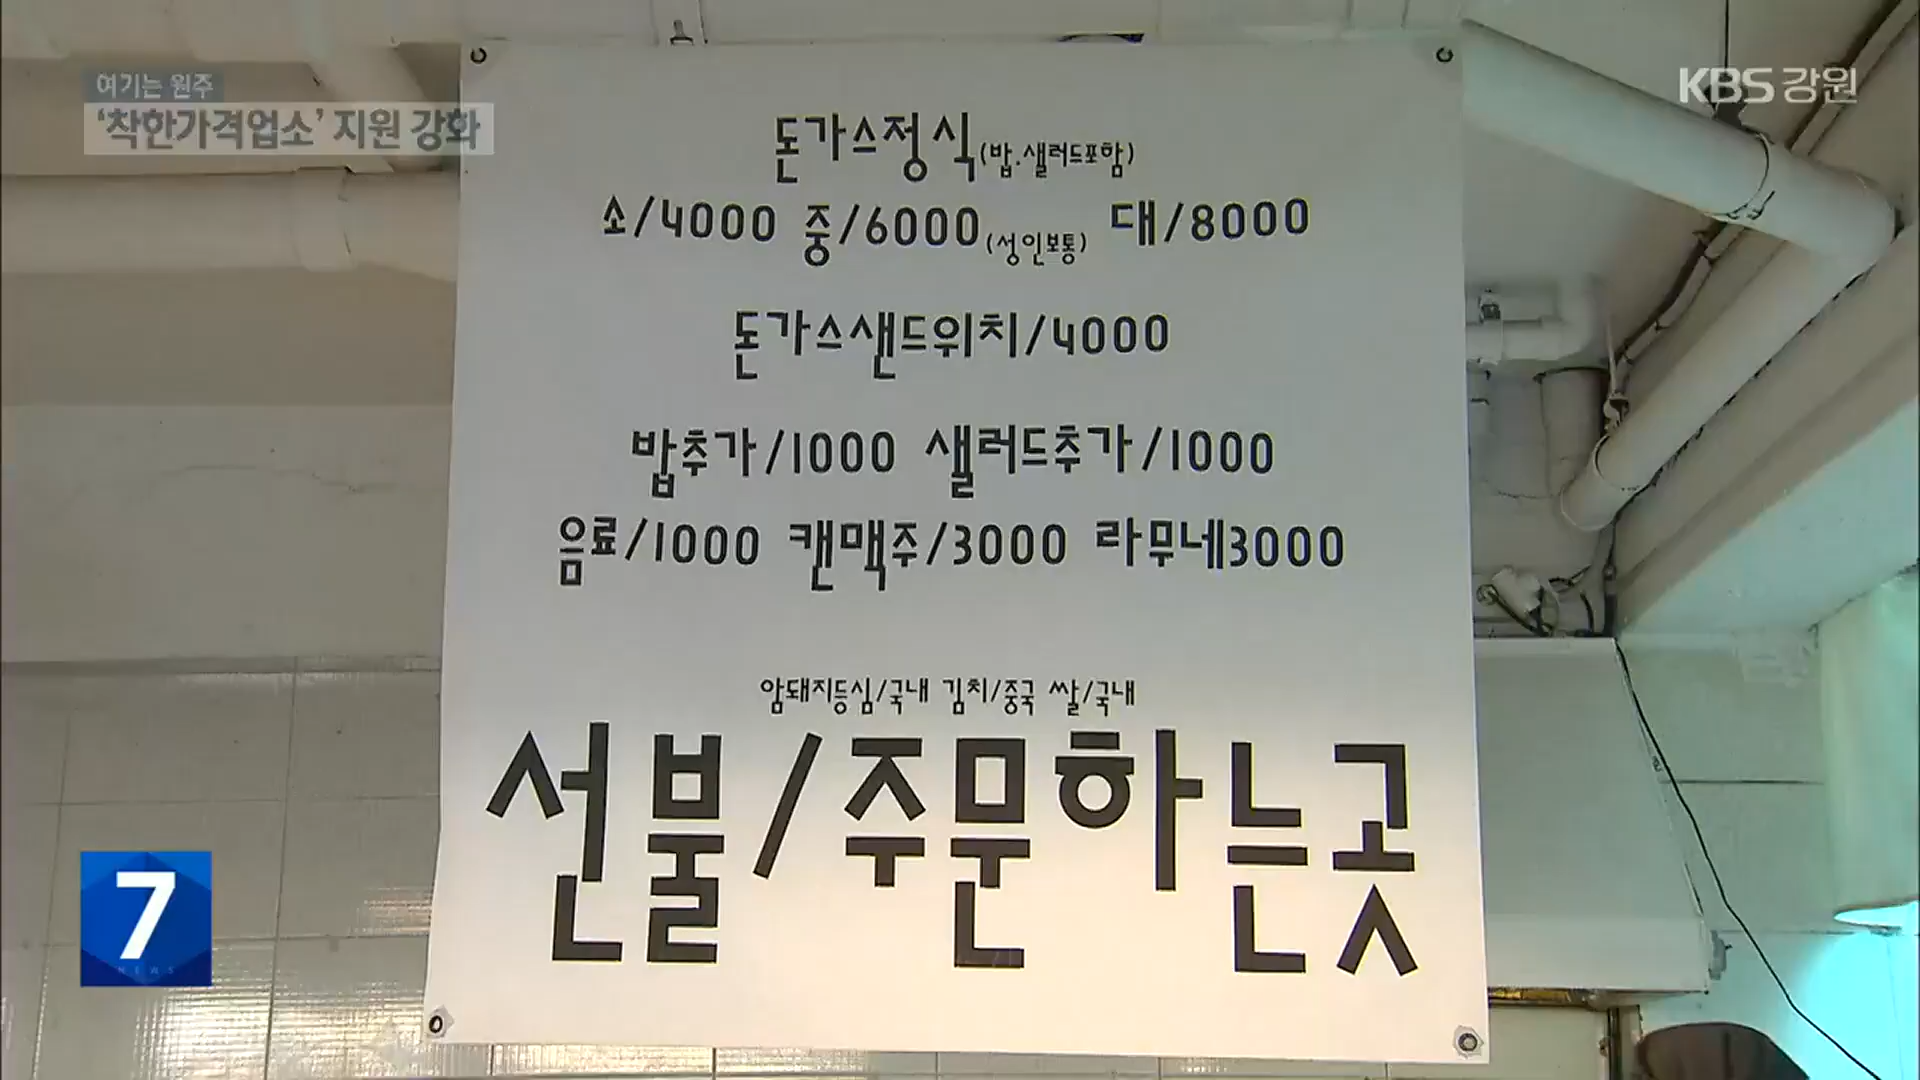 여기는 원주
‘착한가격업소’ 지원 강화
KBS 강원
돈가스정식(밥.샐러드포함)
소/4000 중/6000(성인보통) 대/8000
돈가스샌드위치/4000
밥추가/1000 샐러드추가/1000
음료/1000 캔맥주/3000 라무네3000
암돼지등심/국내 김치/중국 쌀/국내
선불/주문하는곳
7
NEWS